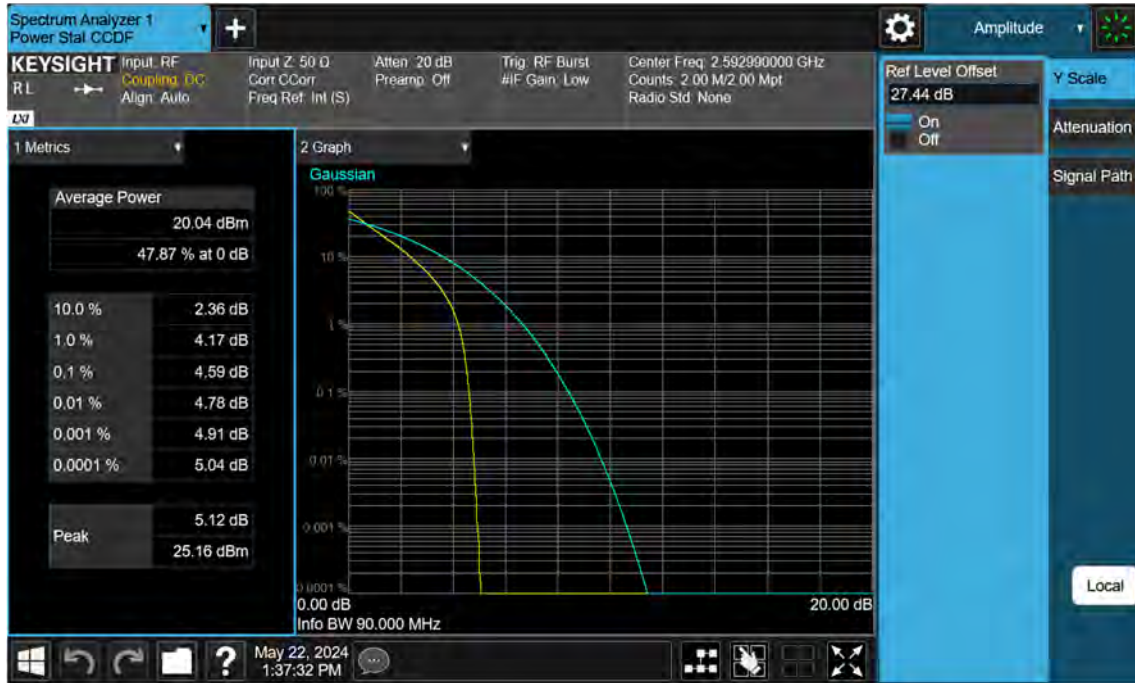 Spectrum Analyzer 1
Power Stat CCDF
+
Amplitude
KEYSIGHT
RL
LXI
Input: RF
Coupling: DC
Align: Auto
Input Z: 50 Ω
Corr CCorr
Freq Ref: Int (S)
Atten: 20 dB
Preamp: Off
Trig: RF Burst
#IF Gain: Low
Center Freq: 2.592990000 GHz
Counts: 2.00 M/2.00 Mpt
Radio Std: None
Ref Level Offset
27.44 dB
On
Off
Y Scale
Attenuation
Signal Path
Local
1 Metrics
Average Power
20.04 dBm
47.87 % at 0 dB
10.0 % 2.36 dB
1.0 % 4.17 dB
0.1 % 4.59 dB
0.01 % 4.78 dB
0.001 % 4.91 dB
0.0001 % 5.04 dB
Peak
5.12 dB
25.16 dBm
2 Graph
Gaussian
100 %
10 %
1 %
0.1 %
0.01 %
0.001 %
0.0001 %
0.00 dB 20.00 dB
Info BW 90.000 MHz
?
May 22, 2024
1:37:32 PM